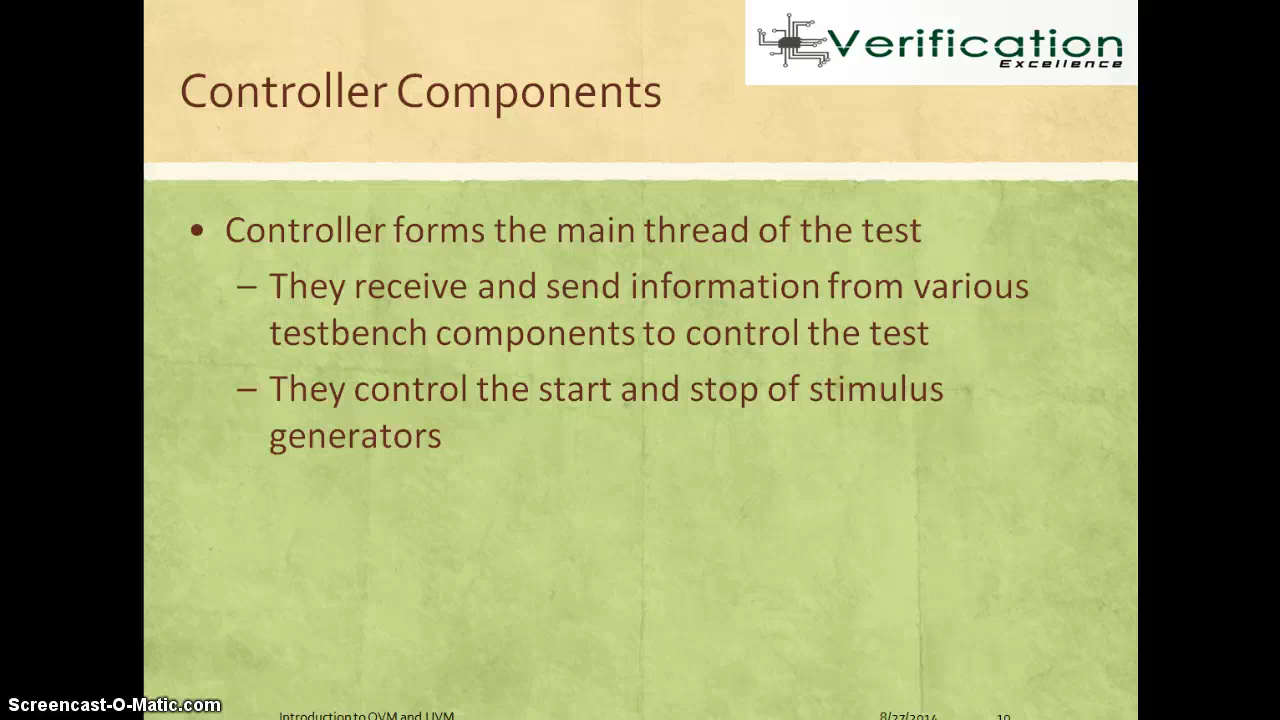 Verification
Excellence
Controller Components
• Controller forms the main thread of the test
– They receive and send information from various
testbench components to control the test
– They control the start and stop of stimulus
generators
Screencast-O-Matic.com
Introduction to OVM and UVM
8/27/2014
10